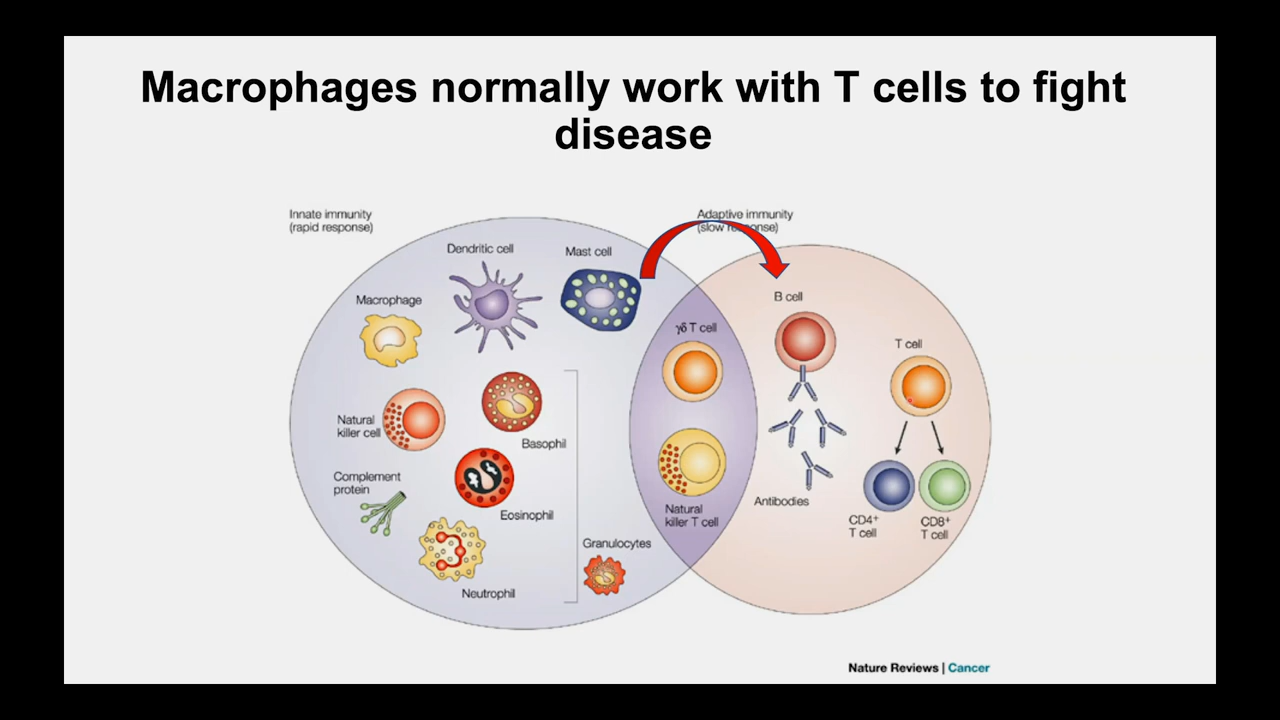 Macrophages normally work with T cells to fight
disease
Innate immunity
(rapid response)
Adaptive immunity
(slow response)
Dendritic cell
Mast cell
Macrophage
B cell
γδ T cell
T cell
Natural
killer cell
Basophil
Complement
protein
Eosinophil
Natural
killer T cell
Antibodies
CD4+
T cell
CD8+
T cell
Granulocytes
Neutrophil
Nature Reviews | Cancer